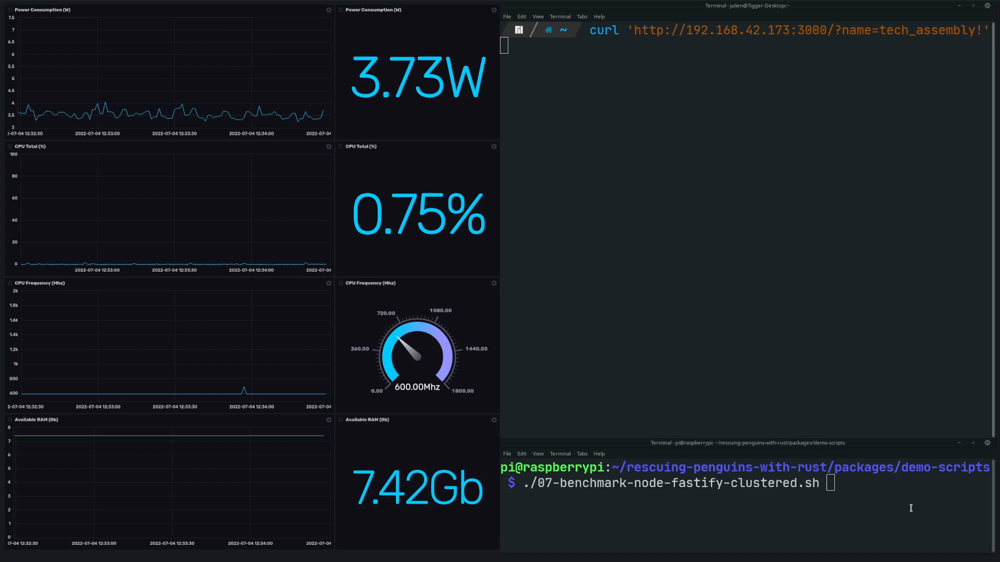 Power Consumption (W)
7.5
7
6.5
6
5.5
5
4.5
4
3.5
3
2-07-04 12:32:30
2022-07-04 12:33:00
2022-07-04 12:33:30
2022-07-04 12:34:00
2022-07-04
Power Consumption (W)
3.73W
CPU Total (%)
100
80
60
40
20
0
2022-07-04 12:33:00
2022-07-04 12:33:30
2022-07-04 12:34:00
2022-07-04
CPU Total (%)
0.75%
CPU Frequency (Mhz)
2k
1.8k
1.6k
1.4k
1.2k
1k
800
600
2-07-04 12:32:30
2022-07-04 12:33:00
2022-07-04 12:33:30
2022-07-04 12:34:00
2022-07-04
CPU Frequency (Mhz)
720.00
1080.00
360.00
1440.00
0.00
600.00Mhz
1800.00
Available RAM (Gb)
8
7
6
5
4
3
2
1
0
07-04 12:32:30
2022-07-04 12:33:00
2022-07-04 12:33:30
2022-07-04 12:34:00
2022-07-04
Available RAM (Gb)
7.42Gb
Terminal - julien@Tigger-Desktop:~
File Edit View Terminal Tabs Help
~ curl 'http://192.168.42.173:3000/?name=tech_assembly!'
Terminal - pi@raspberrypi: ~/rescuing-penguins-with-rust/packages/demo-scripts
File Edit View Terminal Tabs Help
pi@raspberrypi:~/rescuing-penguins-with-rust/packages/demo-scripts
$ ./07-benchmark-node-fastify-clustered.sh